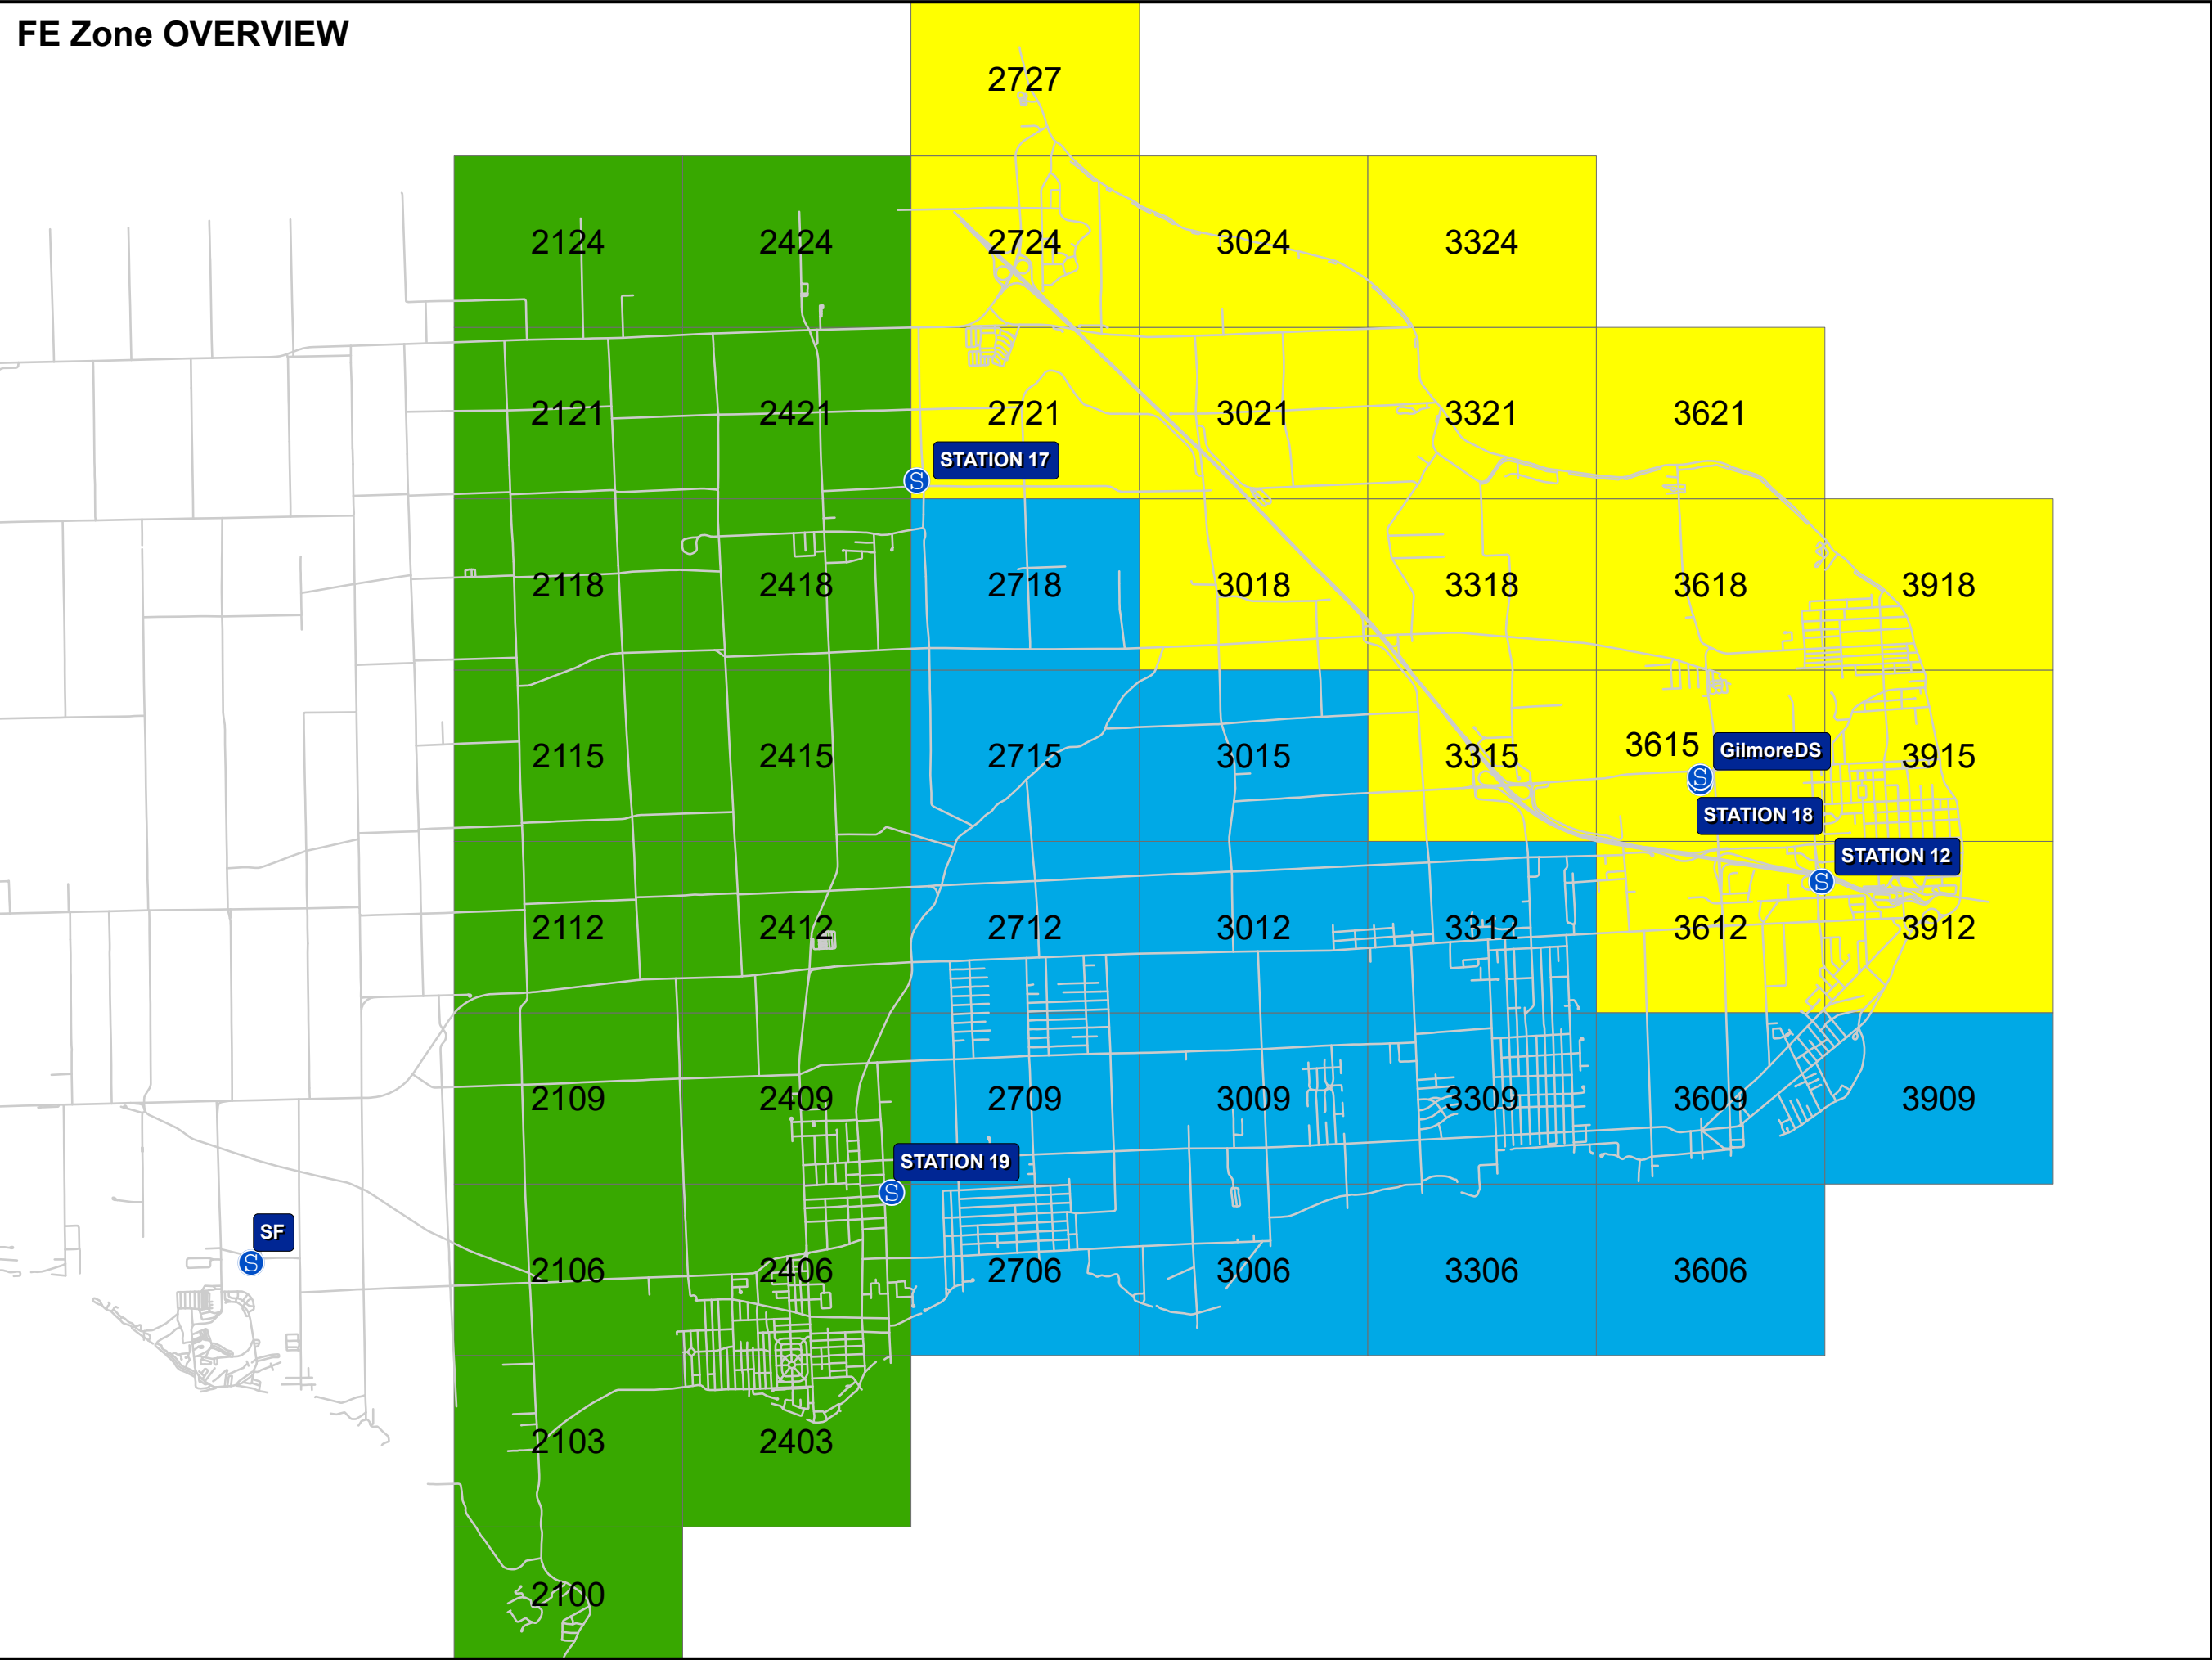 FE Zone OVERVIEW
2727
2124 2424 2724 3024 3324
2121 2421 2721 3021 3321 3621
STATION 17
S
2118 2418 2718 3018 3318 3618 3918
2115 2415 2715 3015 3315 3615 GilmoreDS 3915
S
STATION 18
STATION 12
S
2112 2412 2712 3012 3312 3612 3912
2109 2409 2709 3009 3309 3609 3909
STATION 19
S
SF
S
2106 2406 2706 3006 3306 3606
2103 2403
2100